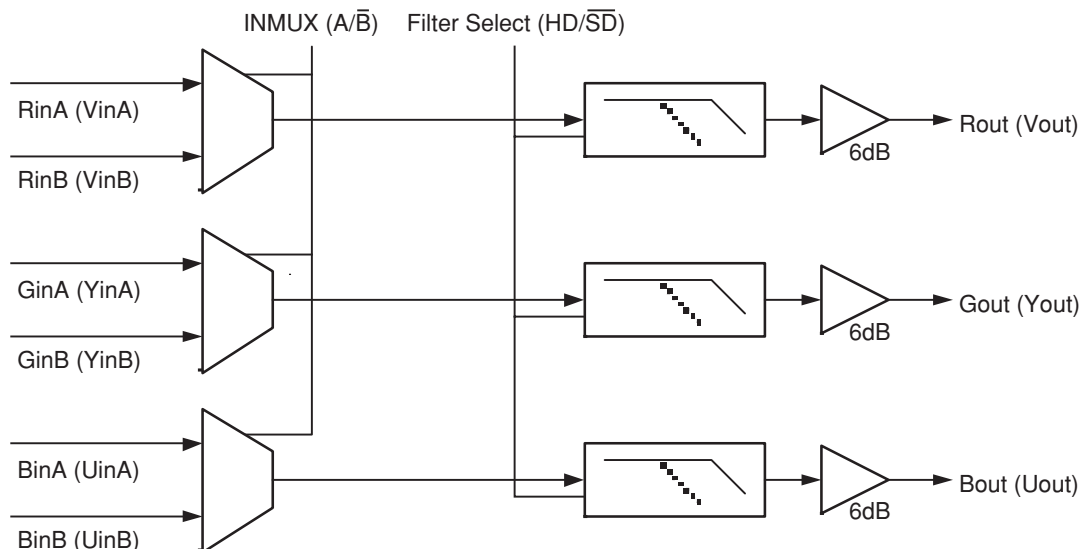 INMUX (A/B̅)
Filter Select (HD/S̅D̅)
RinA (VinA)
RinB (VinB)
6dB
Rout (Vout)
GinA (YinA)
GinB (YinB)
6dB
Gout (Yout)
BinA (UinA)
BinB (UinB)
6dB
Bout (Uout)